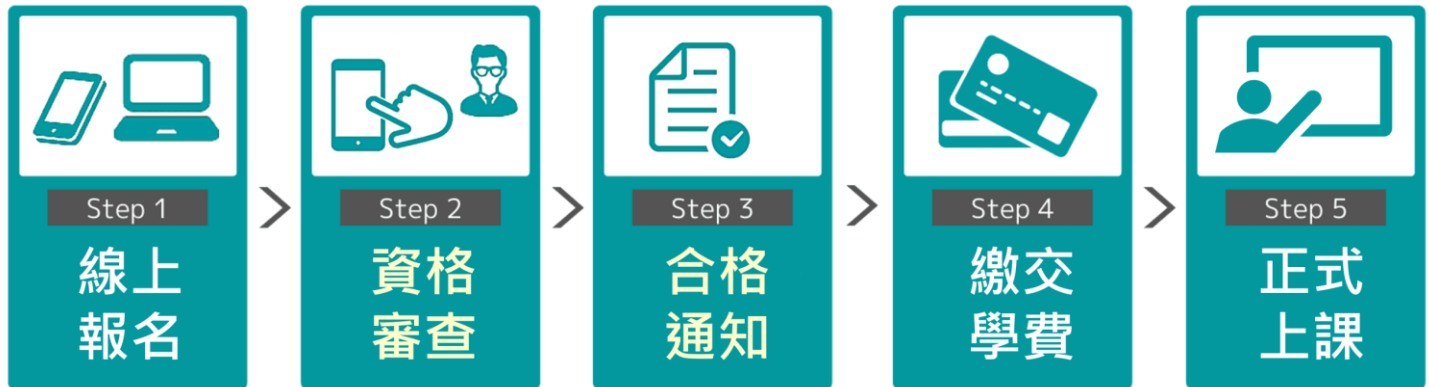 Step 1
線上
報名
Step 2
資格
審查
Step 3
合格
通知
Step 4
繳交
學費
Step 5
正式
上課